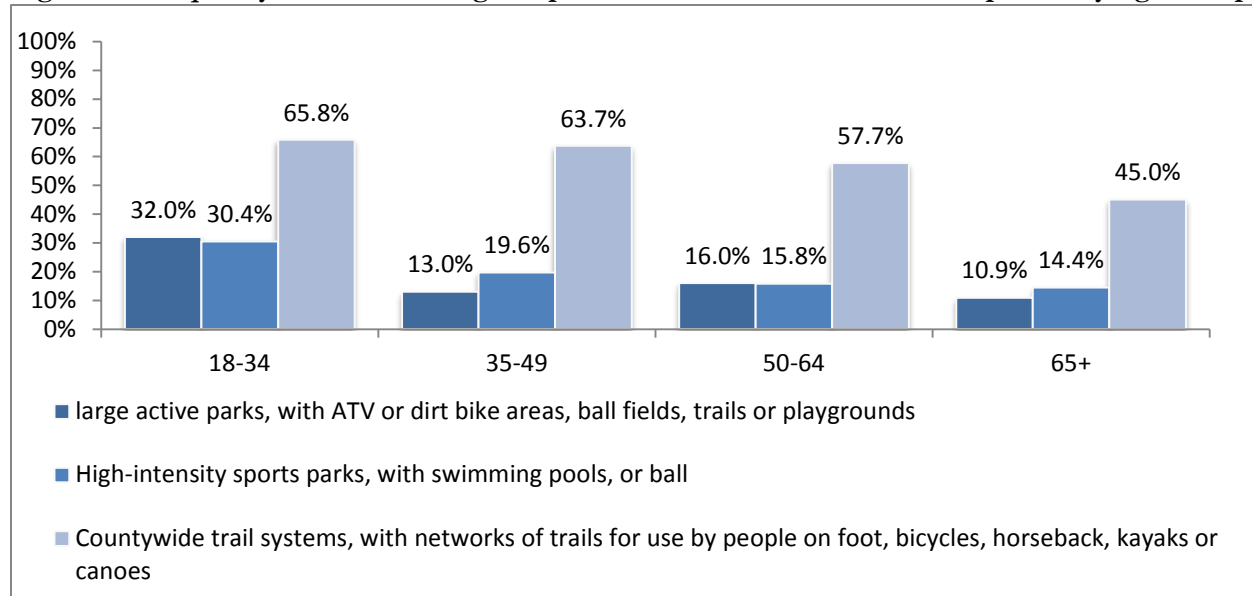 100%
90%
80%
70%
60%
50%
40%
30%
20%
10%
0%
32.0% 30.4% 65.8%
13.0% 19.6% 63.7%
16.0% 15.8% 57.7%
10.9% 14.4% 45.0%
18-34 35-49 50-64 65+
large active parks, with ATV or dirt bike areas, ball fields, trails or playgrounds
High-intensity sports parks, with swimming pools, or ball
Countywide trail systems, with networks of trails for use by people on foot, bicycles, horseback, kayaks or
canoes